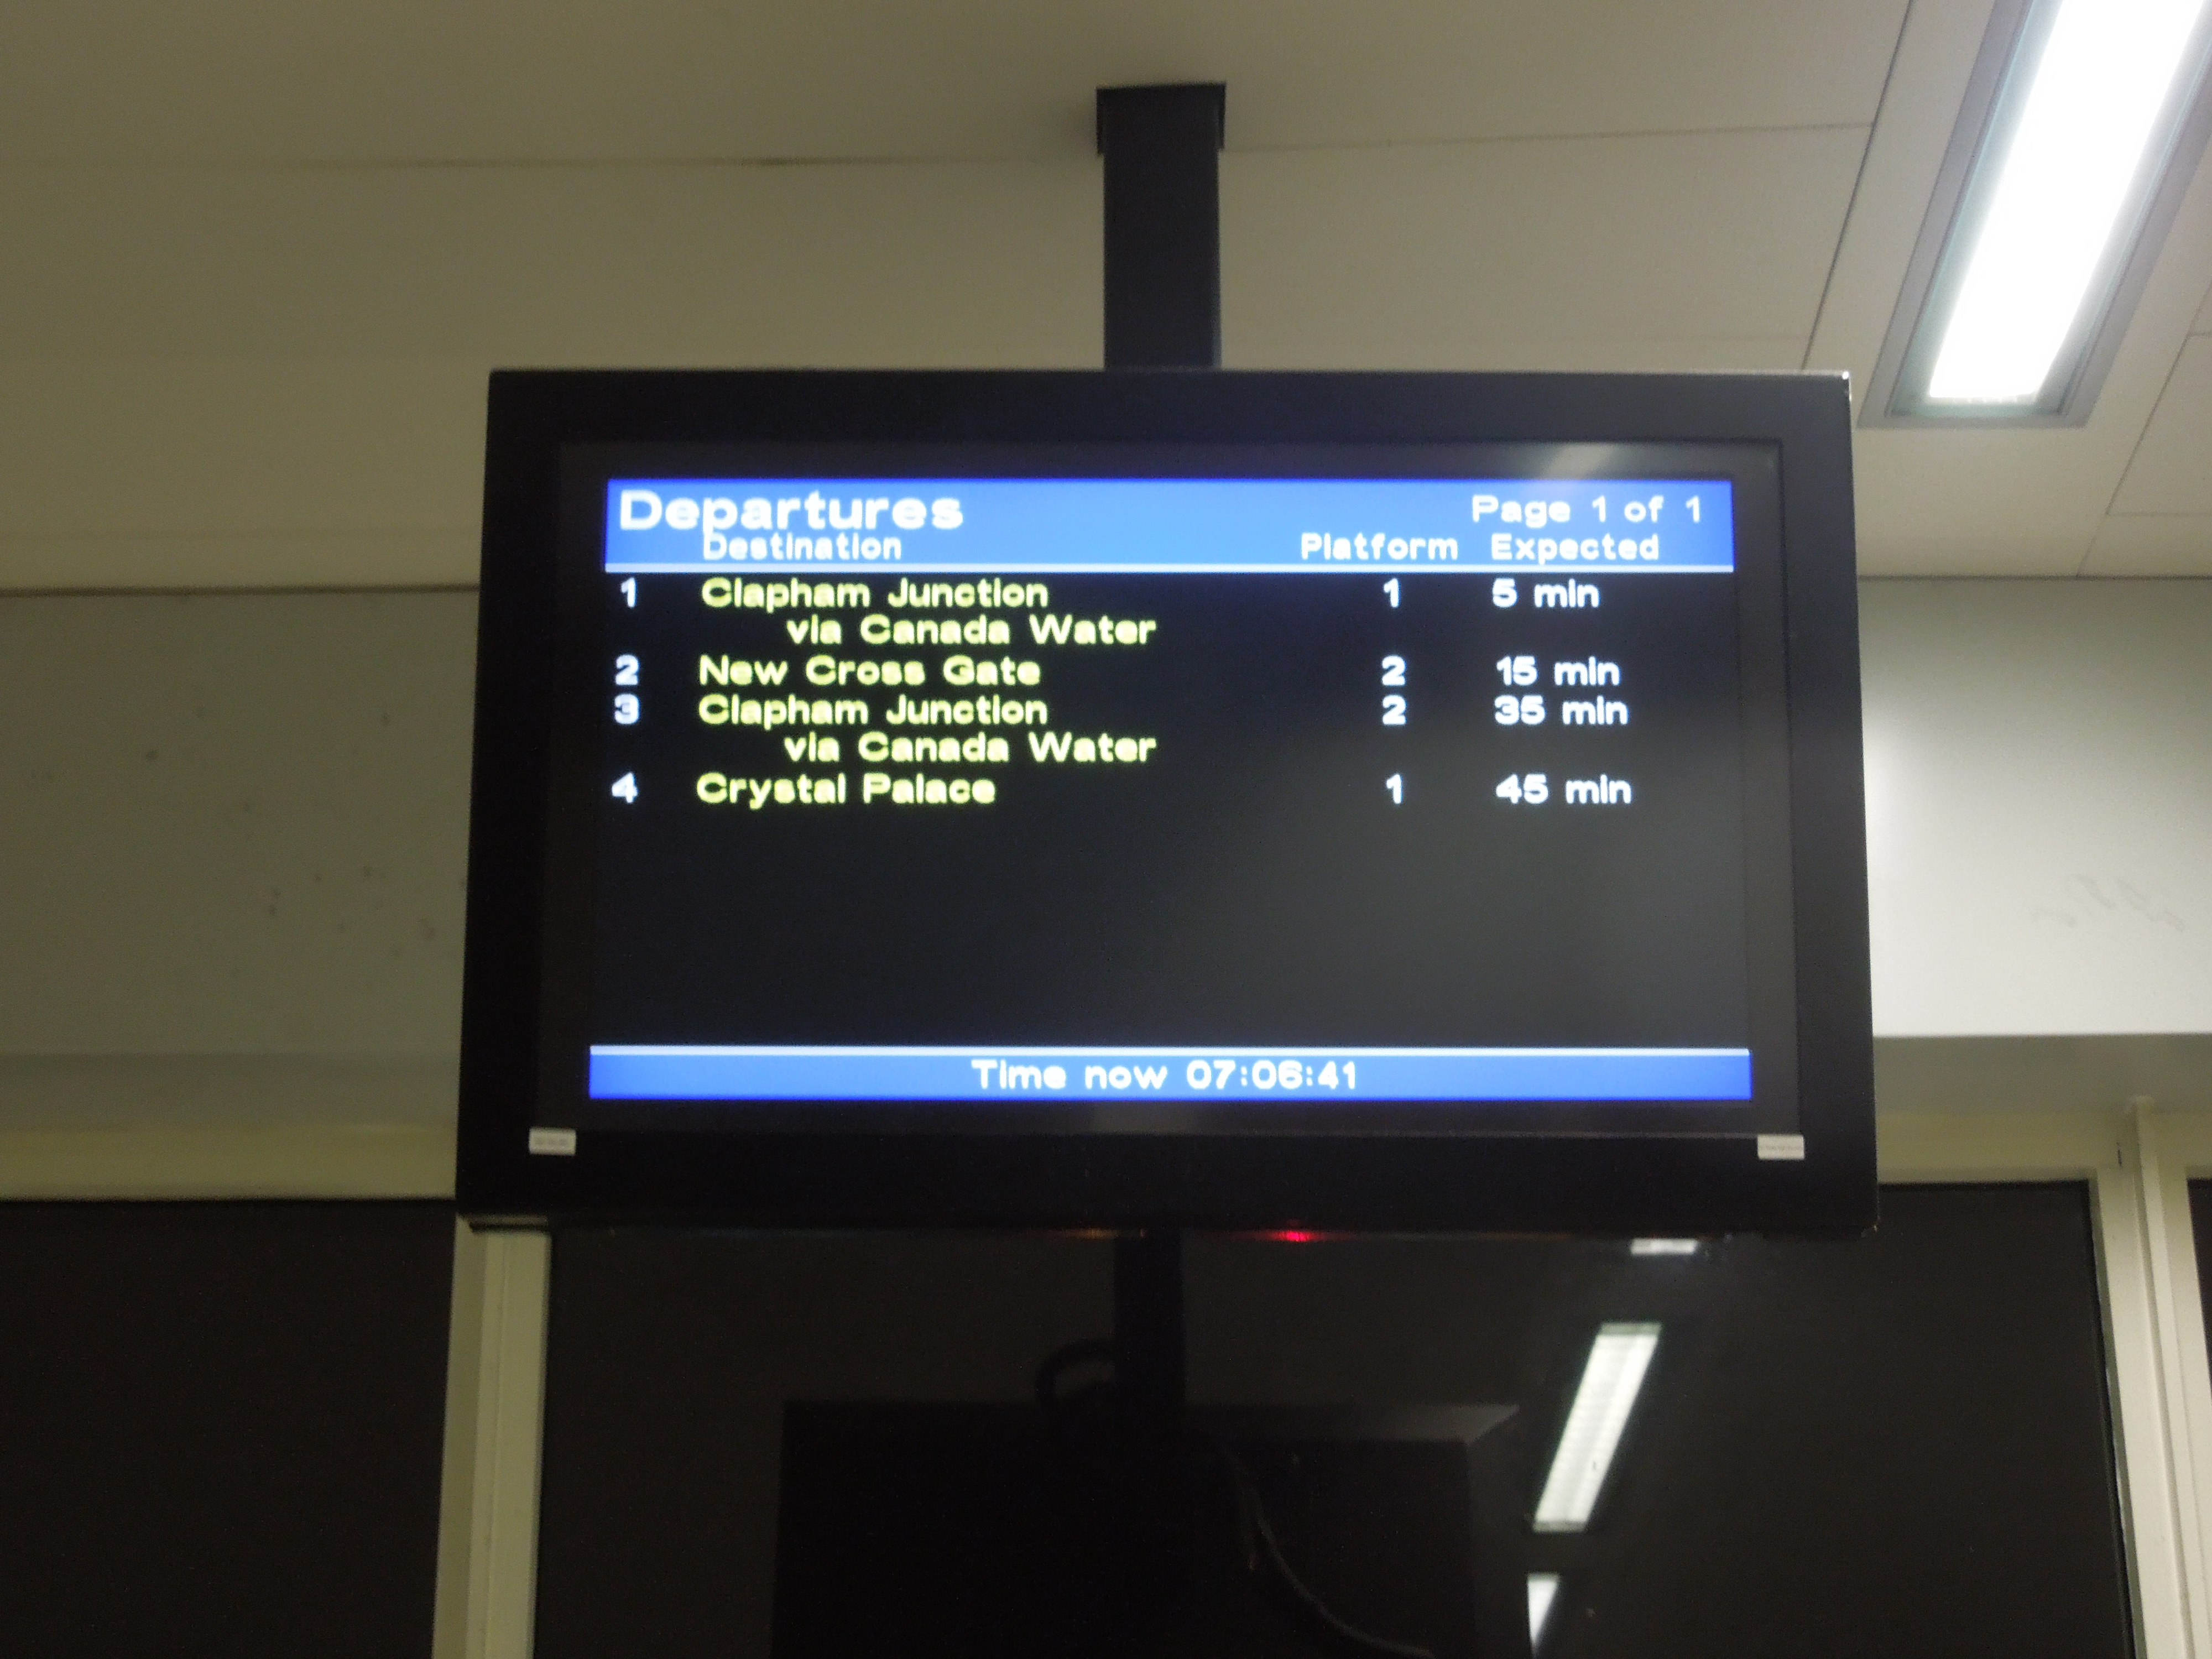 Departures Page 1 of 1
Destination Platform Expected
1 Clapham Junction 1 5 min
via Canada Water
2 New Cross Gate 2 15 min
3 Clapham Junction 2 35 min
via Canada Water
4 Crystal Palace 1 45 min
Time now 07:06:41